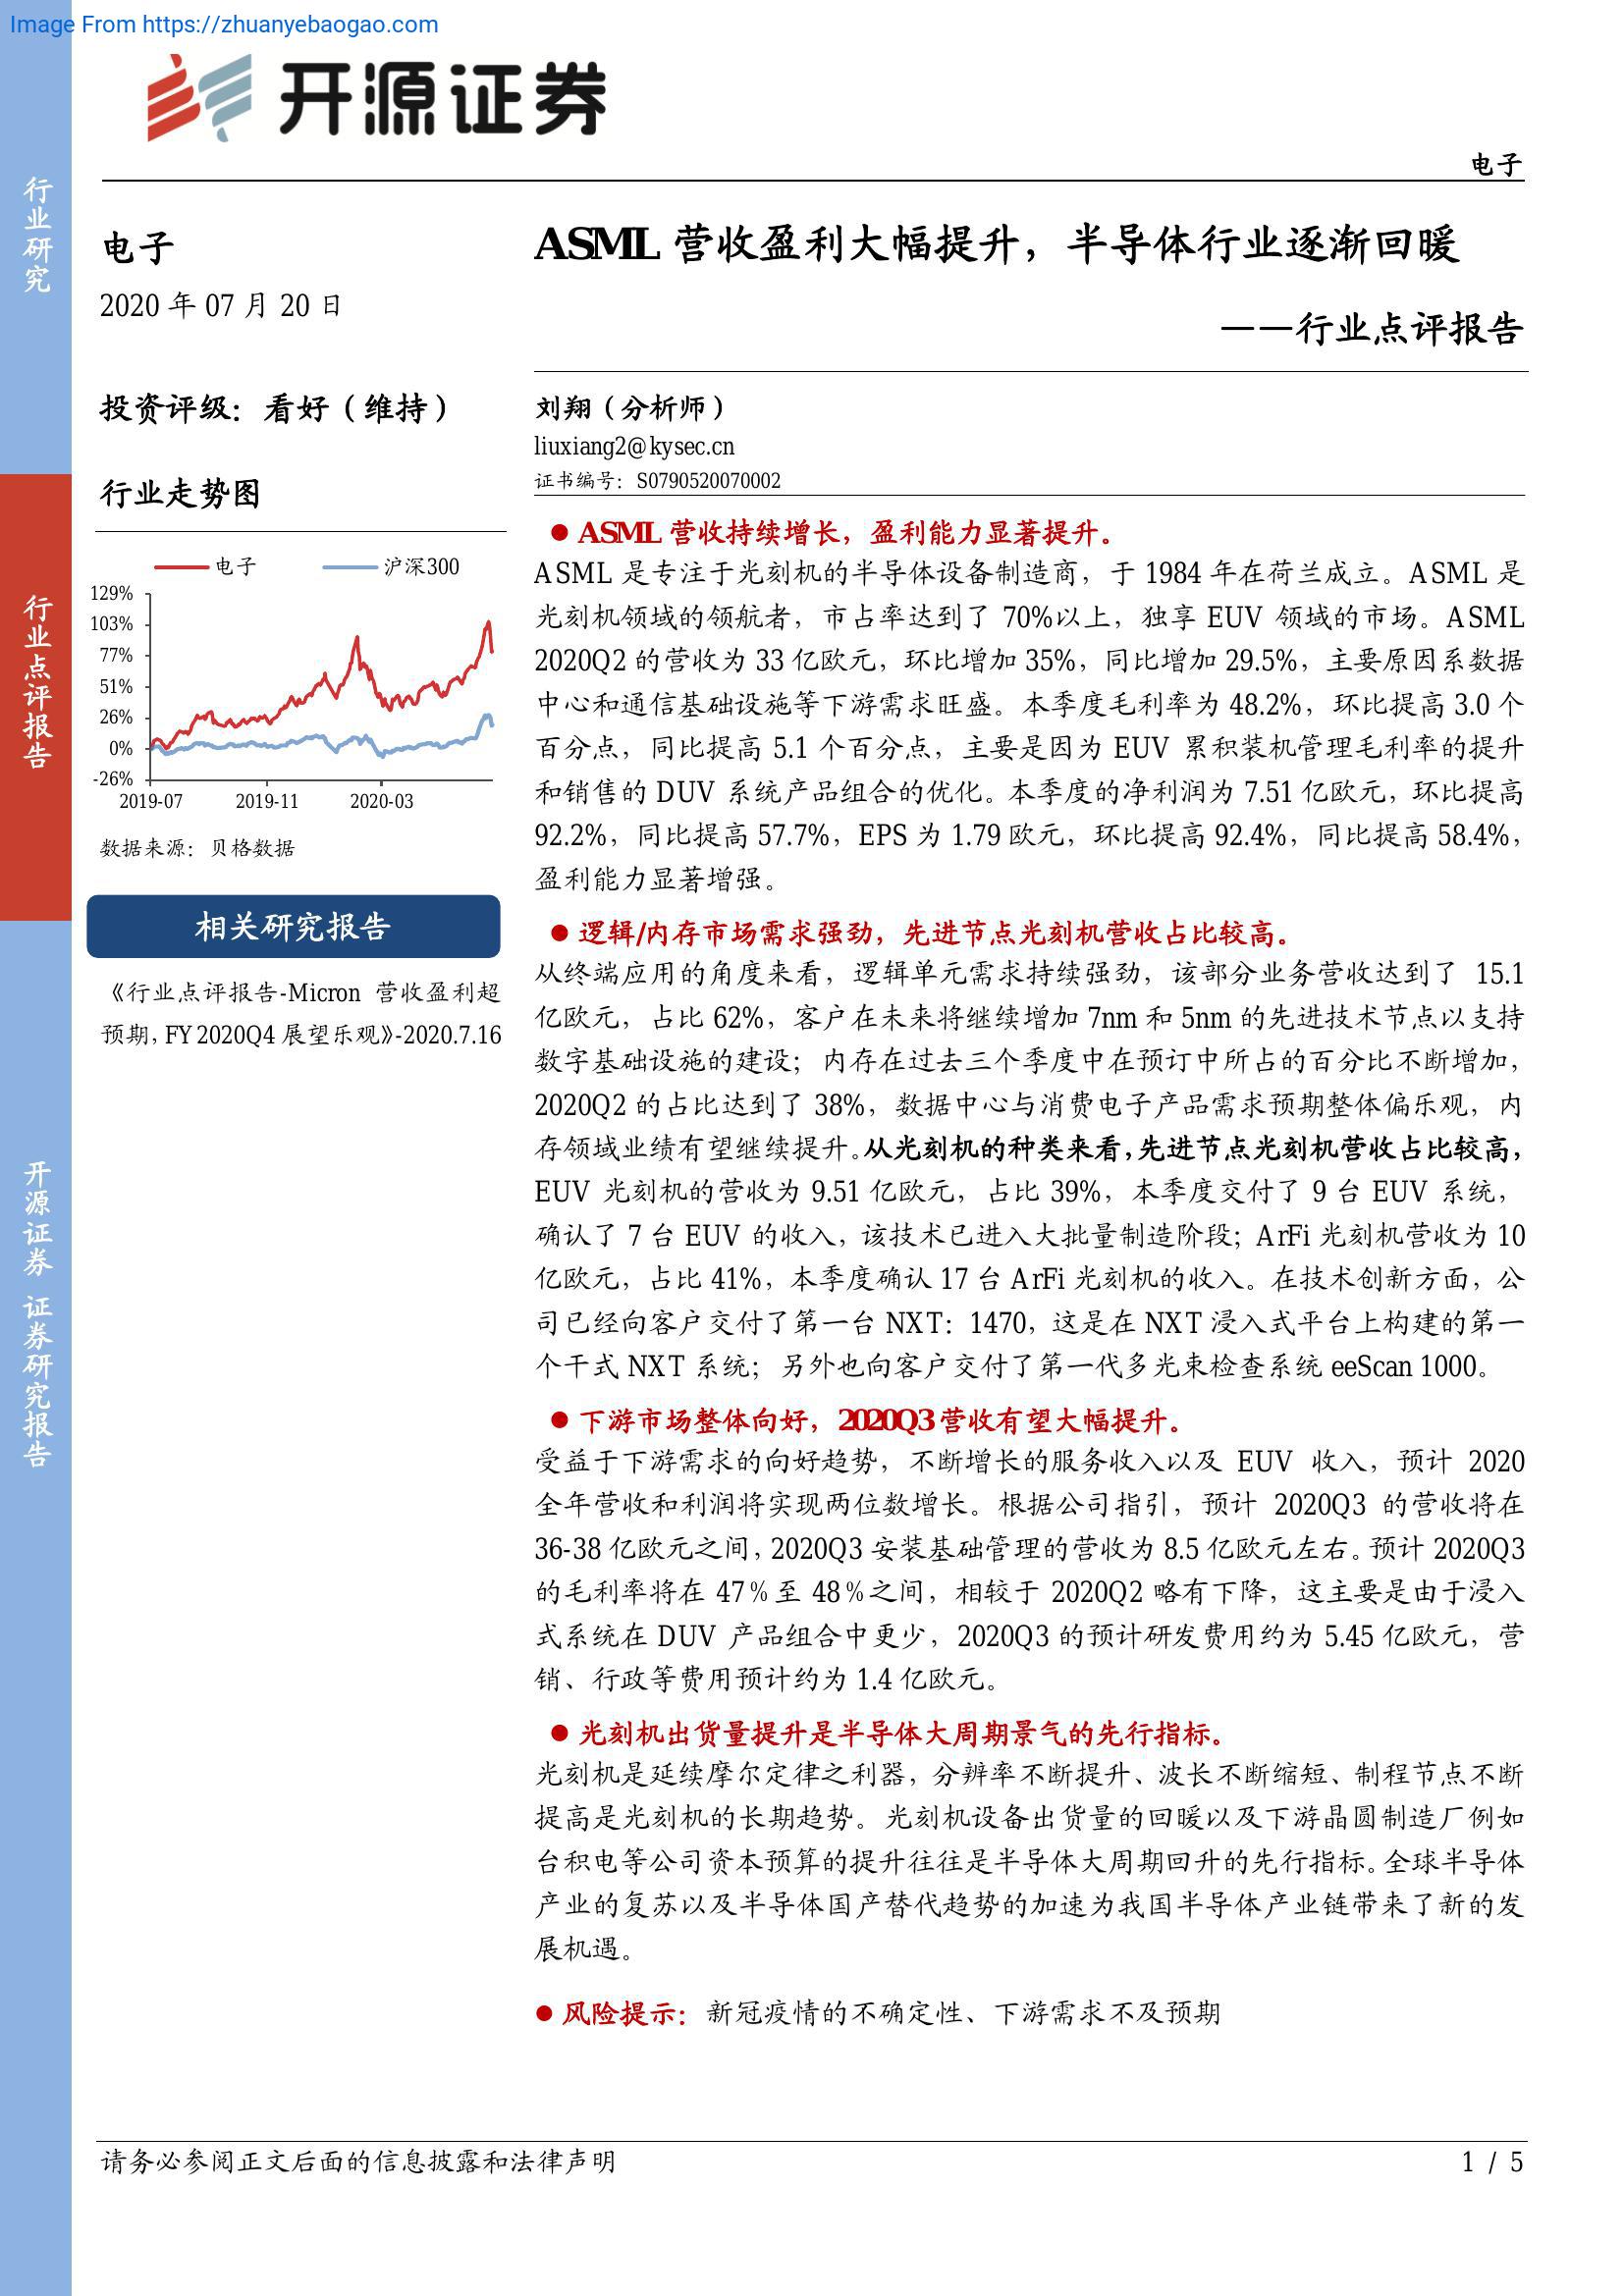 Image From https://zhuanyebaogao.com
开源证券
电子
行业研究
行业点评报告
开源证券 证券研究报告
电子
2020 年 07 月 20 日
投资评级：看好（维持）
行业走势图
电子 沪深300
129%
103%
77%
51%
26%
0%
-26%
2019-07 2019-11 2020-03
数据来源：贝格数据
相关研究报告
《行业点评报告-Micron 营收盈利超
预期，FY2020Q4 展望乐观》-2020.7.16
ASML 营收盈利大幅提升，半导体行业逐渐回暖
——行业点评报告
刘翔（分析师）
liuxiang2@kysec.cn
证书编号：S0790520070002
● ASML 营收持续增长，盈利能力显著提升。
ASML 是专注于光刻机的半导体设备制造商，于 1984 年在荷兰成立。ASML 是
光刻机领域的领航者，市占率达到了 70%以上，独享 EUV 领域的市场。ASML
2020Q2 的营收为 33 亿欧元，环比增加 35%，同比增加 29.5%，主要原因系数据
中心和通信基础设施等下游需求旺盛。本季度毛利率为 48.2%，环比提高 3.0 个
百分点，同比提高 5.1 个百分点，主要是因为 EUV 累积装机管理毛利率的提升
和销售的 DUV 系统产品组合的优化。本季度的净利润为 7.51 亿欧元，环比提高
92.2%，同比提高 57.7%，EPS 为 1.79 欧元，环比提高 92.4%，同比提高 58.4%，
盈利能力显著增强。
● 逻辑/内存市场需求强劲，先进节点光刻机营收占比较高。
从终端应用的角度来看，逻辑单元需求持续强劲，该部分业务营收达到了 15.1
亿欧元，占比 62%，客户在未来将继续增加 7nm 和 5nm 的先进技术节点以支持
数字基础设施的建设；内存在过去三个季度中在预订中所占的百分比不断增加，
2020Q2 的占比达到了 38%，数据中心与消费电子产品需求预期整体偏乐观，内
存领域业绩有望继续提升。从光刻机的种类来看，先进节点光刻机营收占比较高，
EUV 光刻机的营收为 9.51 亿欧元，占比 39%，本季度交付了 9 台 EUV 系统，
确认了 7 台 EUV 的收入，该技术已进入大批量制造阶段；ArFi 光刻机营收为 10
亿欧元，占比 41%，本季度确认 17 台 ArFi 光刻机的收入。在技术创新方面，公
司已经向客户交付了第一台 NXT：1470，这是在 NXT 浸入式平台上构建的第一
个干式 NXT 系统；另外也向客户交付了第一代多光束检查系统 eeScan 1000。
● 下游市场整体向好，2020Q3 营收有望大幅提升。
受益于下游需求的向好趋势，不断增长的服务收入以及 EUV 收入，预计 2020
全年营收和利润将实现两位数增长。根据公司指引，预计 2020Q3 的营收将在
36-38 亿欧元之间，2020Q3 安装基础管理的营收为 8.5 亿欧元左右。预计 2020Q3
的毛利率将在 47％至 48％之间，相较于 2020Q2 略有下降，这主要是由于浸入
式系统在 DUV 产品组合中更少，2020Q3 的预计研发费用约为 5.45 亿欧元，营
销、行政等费用预计约为 1.4 亿欧元。
● 光刻机出货量提升是半导体大周期景气的先行指标。
光刻机是延续摩尔定律之利器，分辨率不断提升、波长不断缩短、制程节点不断
提高是光刻机的长期趋势。光刻机设备出货量的回暖以及下游晶圆制造厂例如
台积电等公司资本预算的提升往往是半导体大周期回升的先行指标。全球半导体
产业的复苏以及半导体国产替代趋势的加速为我国半导体产业链带来了新的发
展机遇。
● 风险提示：新冠疫情的不确定性、下游需求不及预期
请务必参阅正文后面的信息披露和法律声明
1 / 5